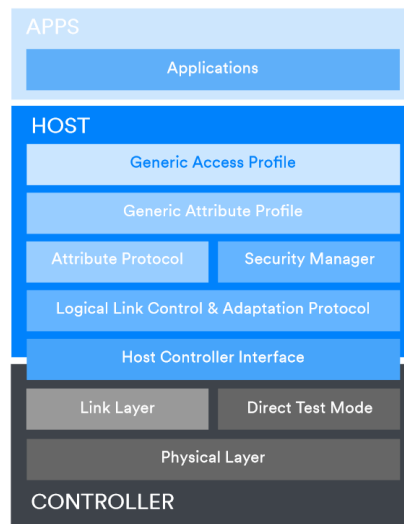 APPS
Applications
HOST
Generic Access Profile
Generic Attribute Profile
Attribute Protocol
Security Manager
Logical Link Control & Adaptation Protocol
Host Controller Interface
Link Layer
Direct Test Mode
Physical Layer
CONTROLLER